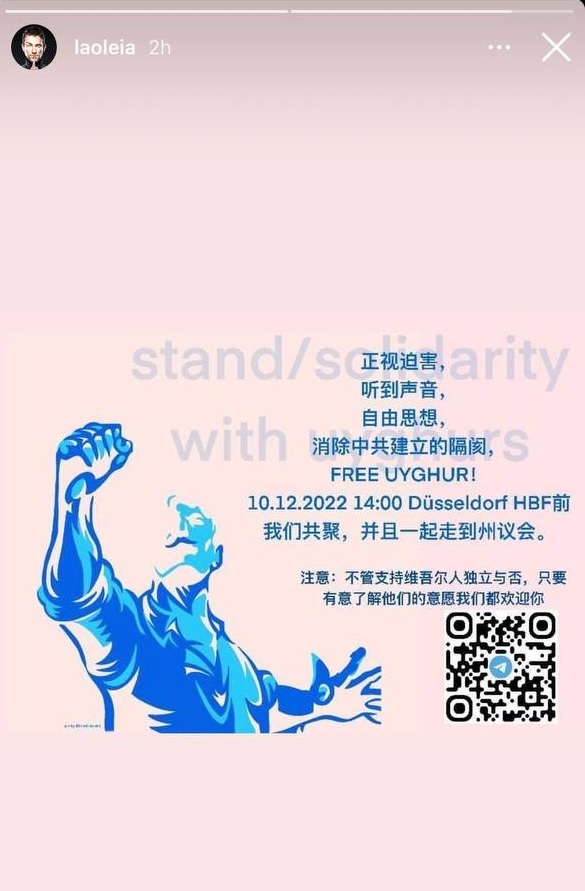 laoleia 2h
stand/solidarity
with uyghurs
正视迫害，
听到声音，
自由思想，
消除中共建立的隔阂，
FREE UYGHUR!
10.12.2022 14:00 Düsseldorf HBF前
我们共聚，并且一起走到州议会。
注意：不管支持维吾尔人独立与否，只要
有意了解他们的意愿我们都欢迎你